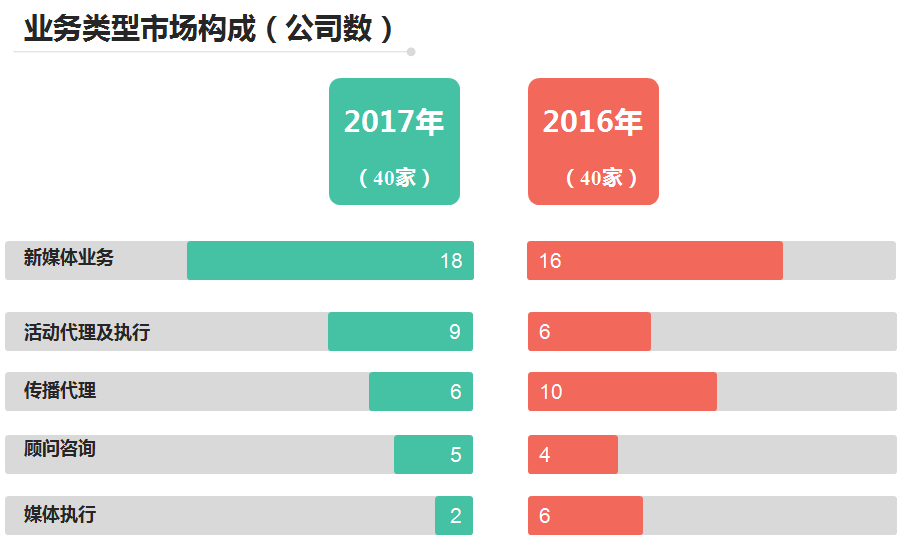 业务类型市场构成（公司数）
2017年
（40家）
2016年
（40家）
新媒体业务 18 16
活动代理及执行 9 6
传播代理 6 10
顾问咨询 5 4
媒体执行 2 6